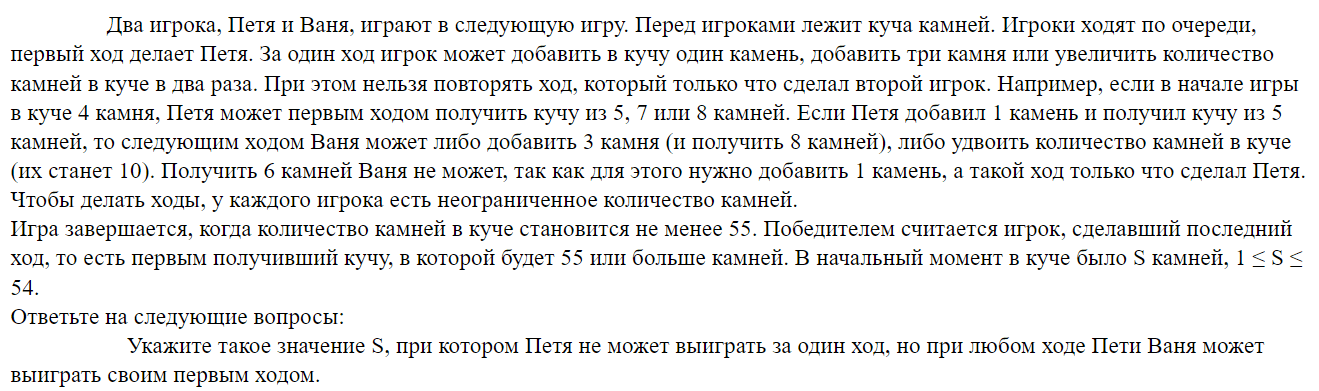 Два игрока, Петя и Ваня, играют в следующую игру. Перед игроками лежит куча камней. Игроки ходят по очереди,
первый ход делает Петя. За один ход игрок может добавить в кучу один камень, добавить три камня или увеличить количество
камней в куче в два раза. При этом нельзя повторять ход, который только что сделал второй игрок. Например, если в начале игры
в куче 4 камня, Петя может первым ходом получить кучу из 5, 7 или 8 камней. Если Петя добавил 1 камень и получил кучу из 5
камней, то следующим ходом Ваня может либо добавить 3 камня (и получить 8 камней), либо удвоить количество камней в куче
(их станет 10). Получить 6 камней Ваня не может, так как для этого нужно добавить 1 камень, а такой ход только что сделал Петя.
Чтобы делать ходы, у каждого игрока есть неограниченное количество камней.
Игра завершается, когда количество камней в куче становится не менее 55. Победителем считается игрок, сделавший последний
ход, то есть первым получивший кучу, в которой будет 55 или больше камней. В начальный момент в куче было S камней, 1 ≤ S ≤
54.
Ответьте на следующие вопросы:
Укажите такое значение S, при котором Петя не может выиграть за один ход, но при любом ходе Пети Ваня может
выиграть своим первым ходом.